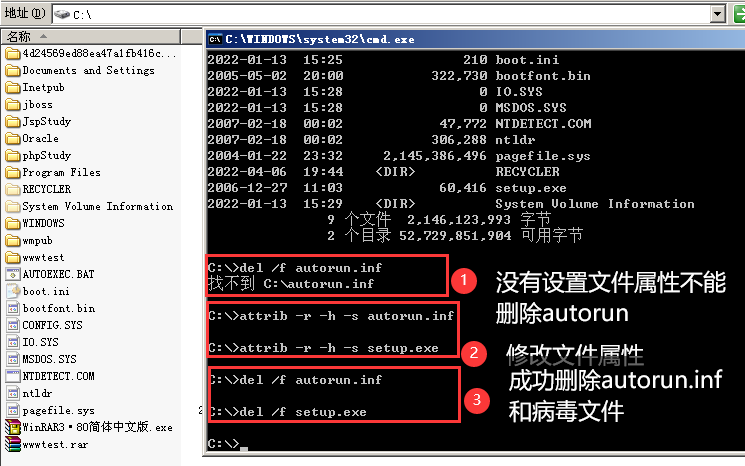 地址(D)
C:\
名称
4d24569ed88ea47a1fb416c...
Documents and Settings
Inetpub
jboss
JspStudy
Oracle
phpStudy
Program Files
RECYCLER
System Volume Information
WINDOWS
wmpub
wwwtest
AUTOEXEC.BAT
boot.ini
bootfont.bin
CONFIG.SYS
IO.SYS
MSDOS.SYS
NTDETECT.COM
ntldr
pagefile.sys
WinRAR3·80简体中文版.exe
wwwtest.rar
C:\WINDOWS\system32\cmd.exe
2022-01-13 15:25 210 boot.ini
2005-05-02 20:00 322,730 bootfont.bin
2022-01-13 15:28 0 IO.SYS
2022-01-13 15:28 0 MSDOS.SYS
2007-02-18 00:02 47,772 NTDETECT.COM
2007-02-18 00:02 306,288 ntldr
2004-01-22 23:32 2,145,386,496 pagefile.sys
2022-04-06 19:44 <DIR> RECYCLER
2006-12-27 11:03 60,416 setup.exe
2022-01-13 15:29 <DIR> System Volume Information
9 个文件 2,146,123,993 字节
2 个目录 52,729,851,904 可用字节
C:\>del /f autorun.inf
找不到 C:\autorun.inf
C:\>attrib -r -h -s autorun.inf
C:\>attrib -r -h -s setup.exe
C:\>del /f autorun.inf
C:\>del /f setup.exe
C:\>
1
没有设置文件属性不能
删除autorun
2
修改文件属性
3
成功删除autorun.inf
和病毒文件